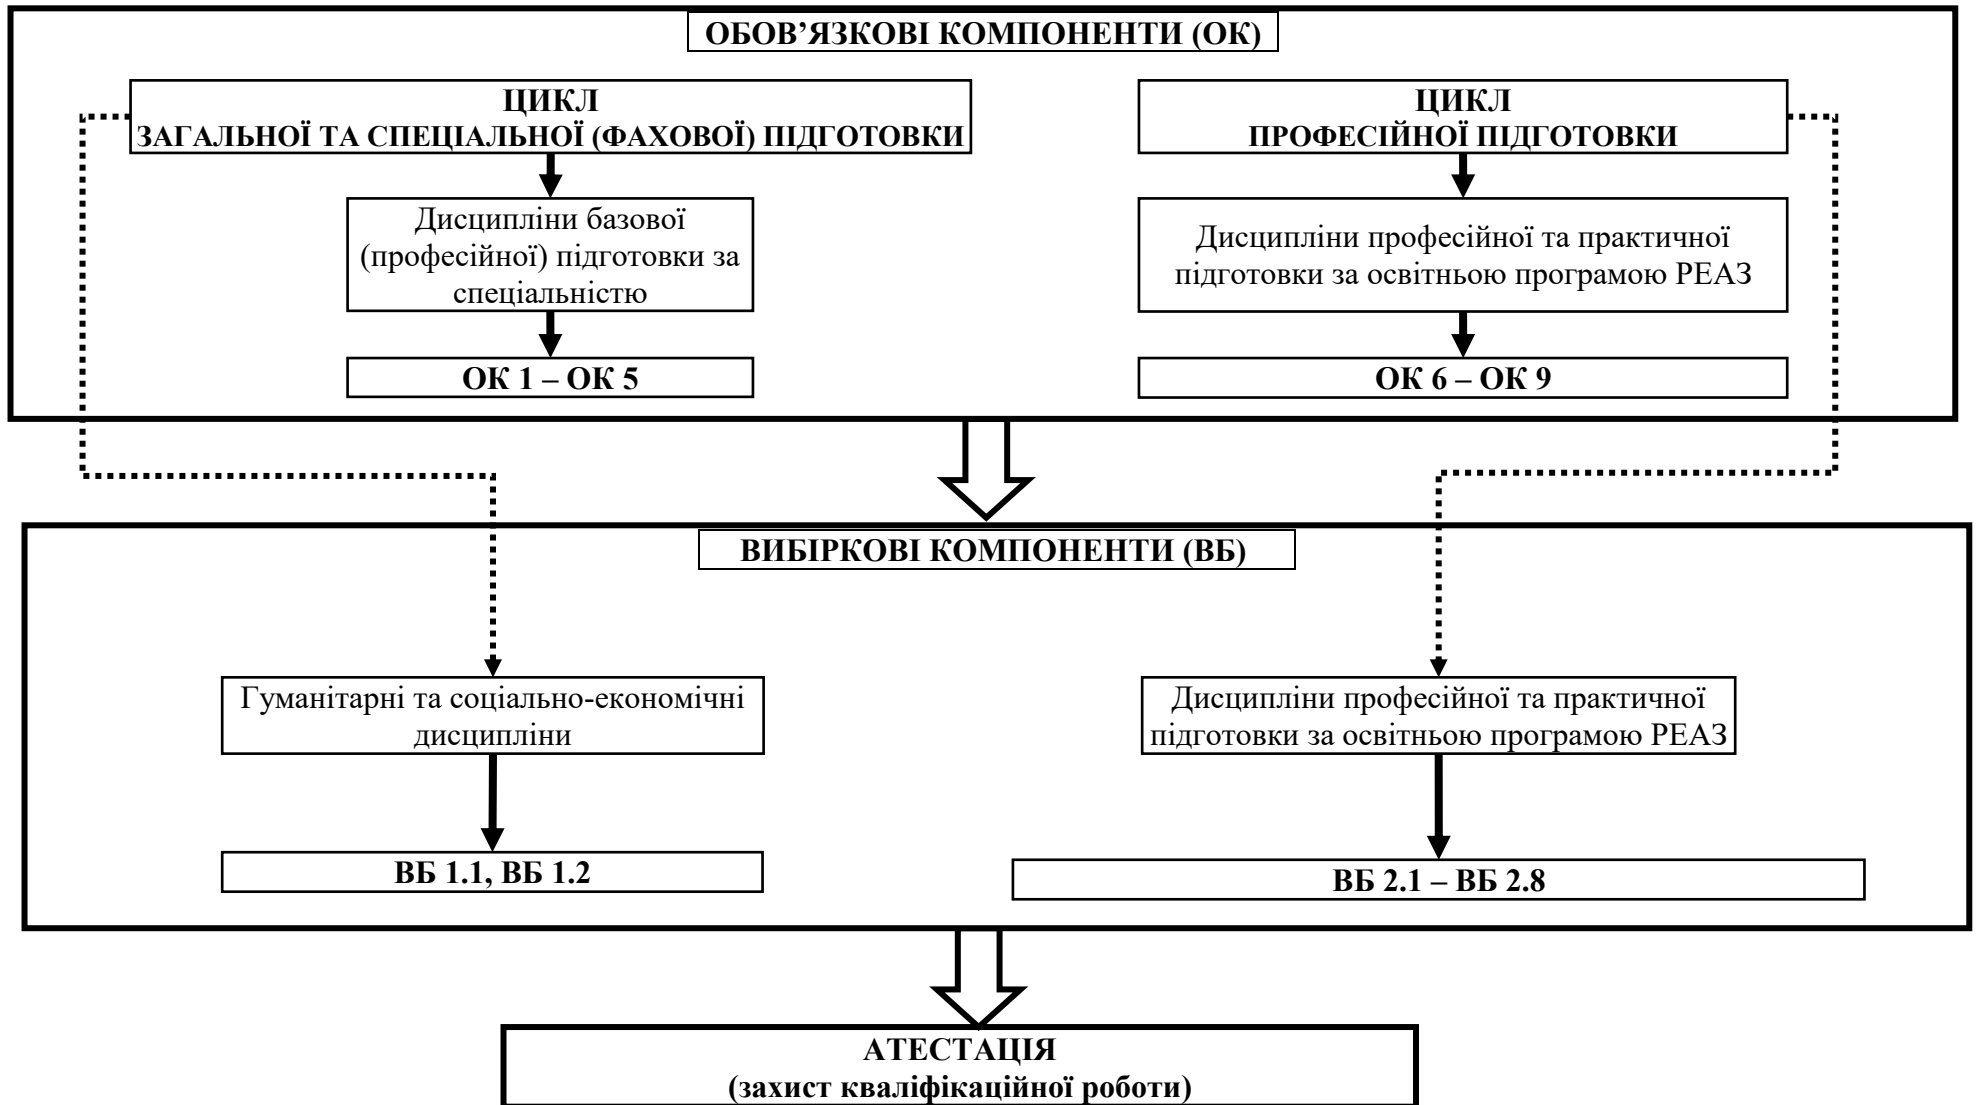 ОБОВ’ЯЗКОВІ КОМПОНЕНТИ (ОК)
ЦИКЛ
ЗАГАЛЬНОЇ ТА СПЕЦІАЛЬНОЇ (ФАХОВОЇ) ПІДГОТОВКИ
ЦИКЛ
ПРОФЕСІЙНОЇ ПІДГОТОВКИ
Дисципліни базової
(професійної) підготовки за
спеціальністю
Дисципліни професійної та практичної
підготовки за освітньою програмою РЕАЗ
ОК 1 – ОК 5
ОК 6 – ОК 9
ВИБІРКОВІ КОМПОНЕНТИ (ВБ)
Гуманітарні та соціально-економічні
дисципліни
Дисципліни професійної та практичної
підготовки за освітньою програмою РЕАЗ
ВБ 1.1, ВБ 1.2
ВБ 2.1 – ВБ 2.8
АТЕСТАЦІЯ
(захист кваліфікаційної роботи)